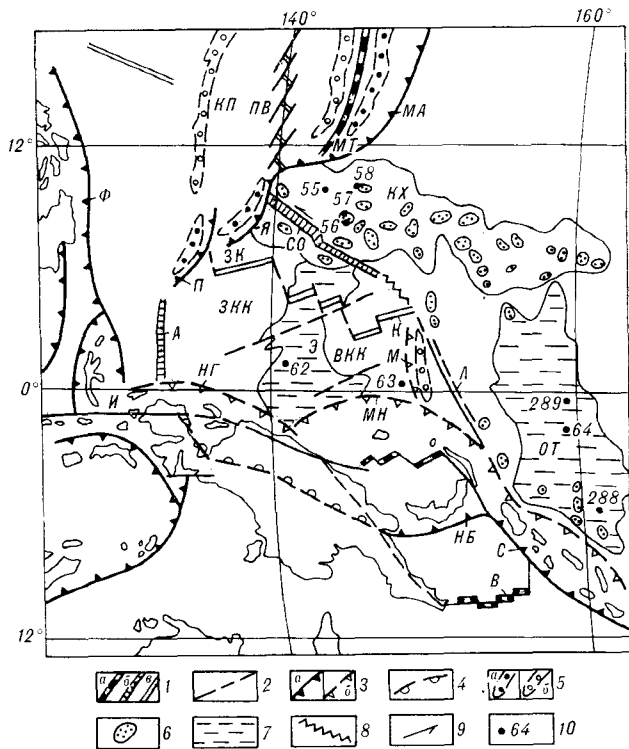 140° 160°
КП ПВ МТ МА
12° 12°
58
55 57 КХ
56
Ф
Я СО
ЗК
П
ЗКК
А Э ВКК К
62 М 63 Л
НГ
0° 0°
И МН
289
64
ОТ
288
НБ
С
В
12° 12°
а б в 1 2 а б 3 4 а б 5
6 7 8 9 64 10